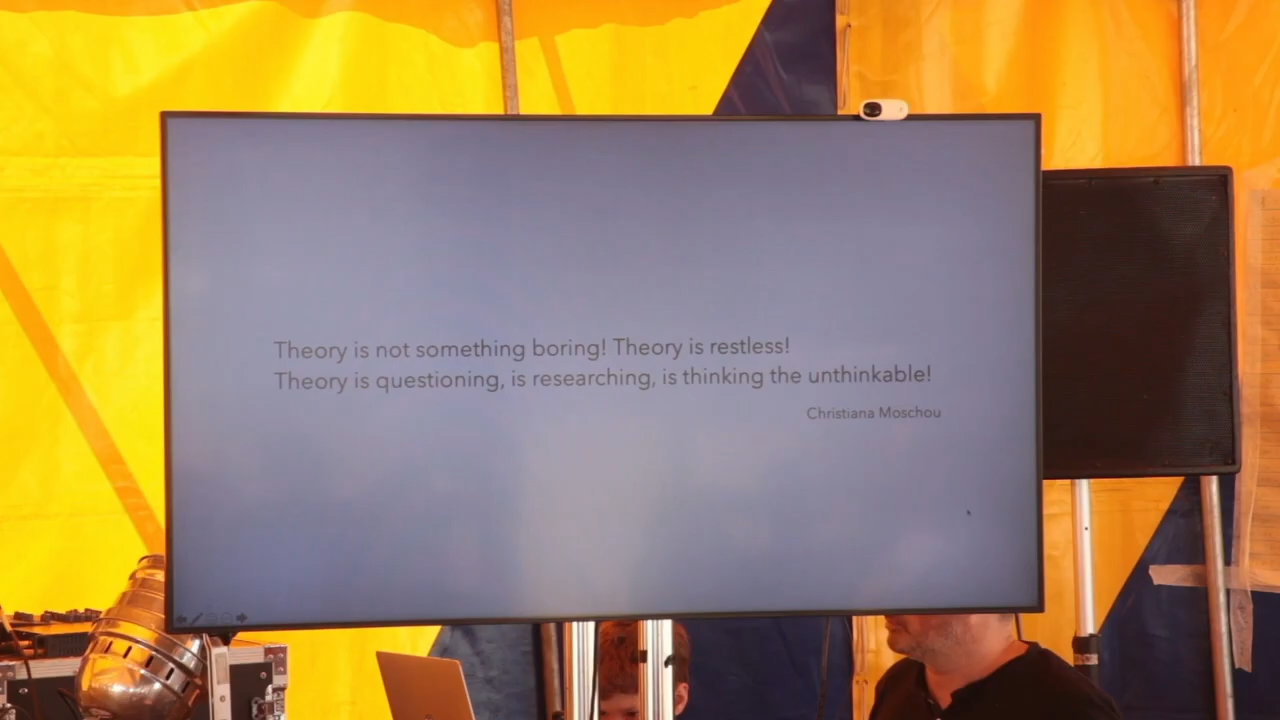 Theory is not something boring! Theory is restless!
Theory is questioning, is researching, is thinking the unthinkable!
Christiana Moschou